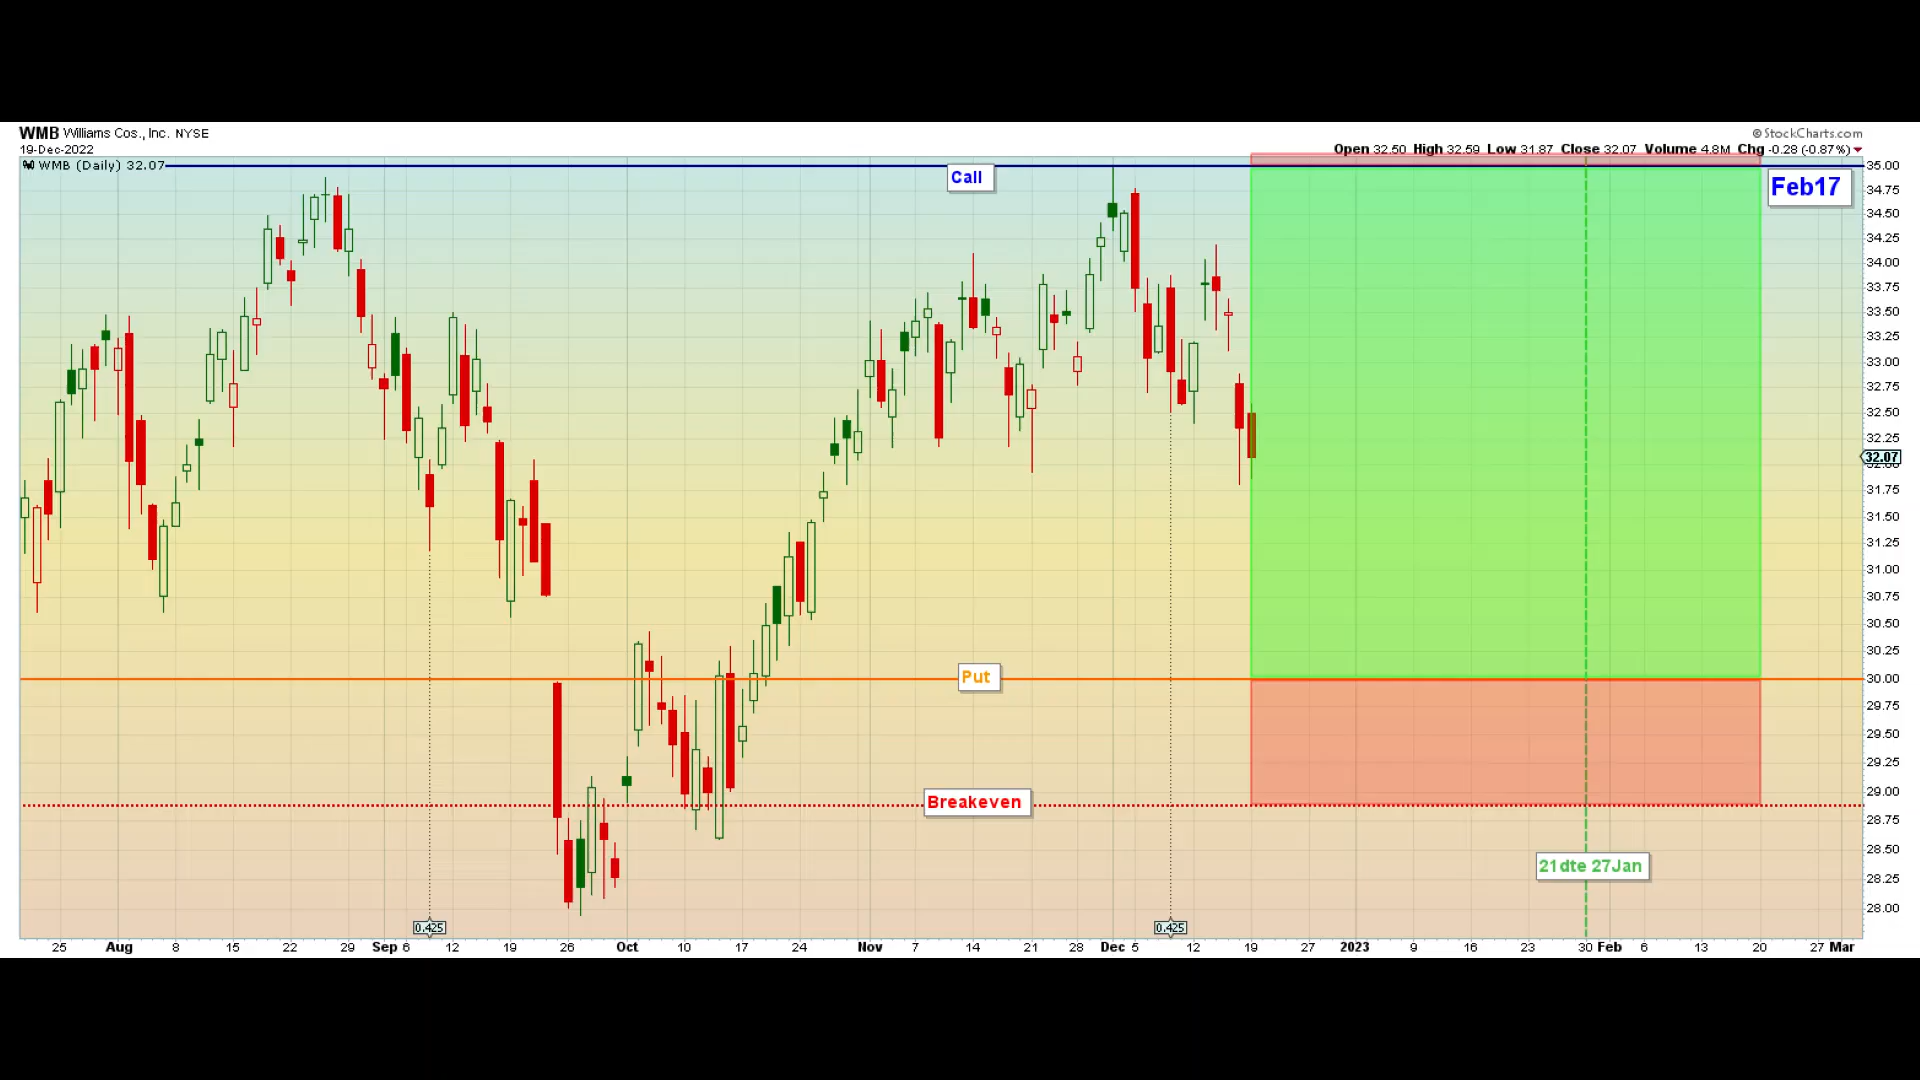 WMB Williams Cos., Inc. NYSE
© StockCharts.com
19-Dec-2022
Open 32.50 High 32.59 Low 31.87 Close 32.07 Volume 4.8M Chg -0.28 (-0.87%)
WMB (Daily) 32.07
Call
Feb17
Put
Breakeven
21dte 27Jan
0.425
0.425
35.00
34.75
34.50
34.25
34.00
33.75
33.50
33.25
33.00
32.75
32.50
32.25
32.07
32.00
31.75
31.50
31.25
31.00
30.75
30.50
30.25
30.00
29.75
29.50
29.25
29.00
28.75
28.50
28.25
28.00
25 Aug 8 15 22 29 Sep 6 12 19 26 Oct 10 17 24 Nov 7 14 21 28 Dec 5 12 19 27 2023 9 16 23 30 Feb 6 13 20 27 Mar